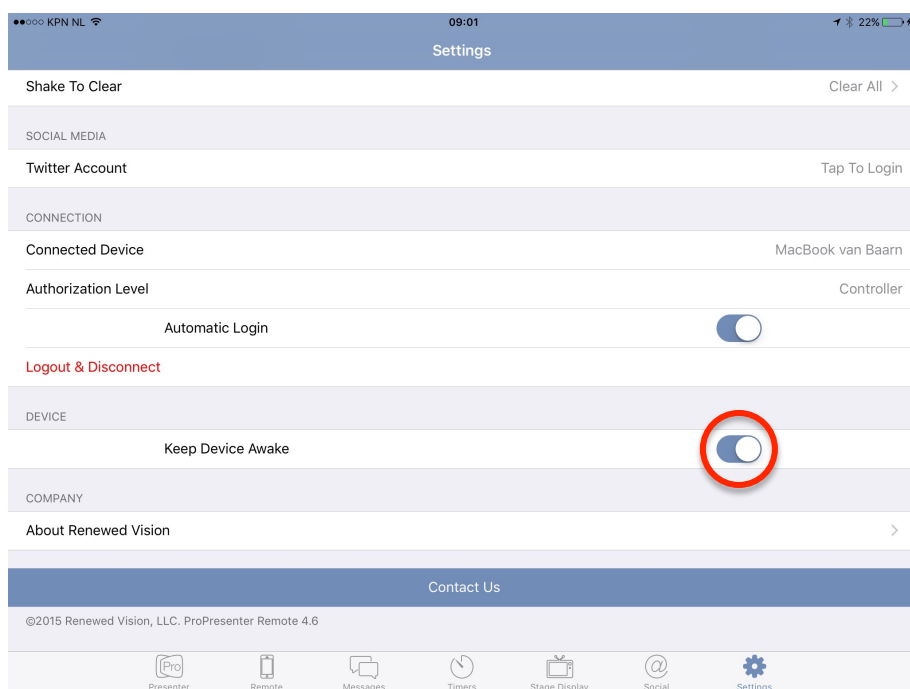 KPN NL 09:01 22%
Settings
Shake To Clear Clear All
SOCIAL MEDIA
Twitter Account Tap To Login
CONNECTION
Connected Device MacBook van Baarn
Authorization Level Controller
Automatic Login
Logout & Disconnect
DEVICE
Keep Device Awake
COMPANY
About Renewed Vision
Contact Us
©2015 Renewed Vision, LLC. ProPresenter Remote 4.6
Pro
Presenter Remote Messages Timers Stage Display Social Settings